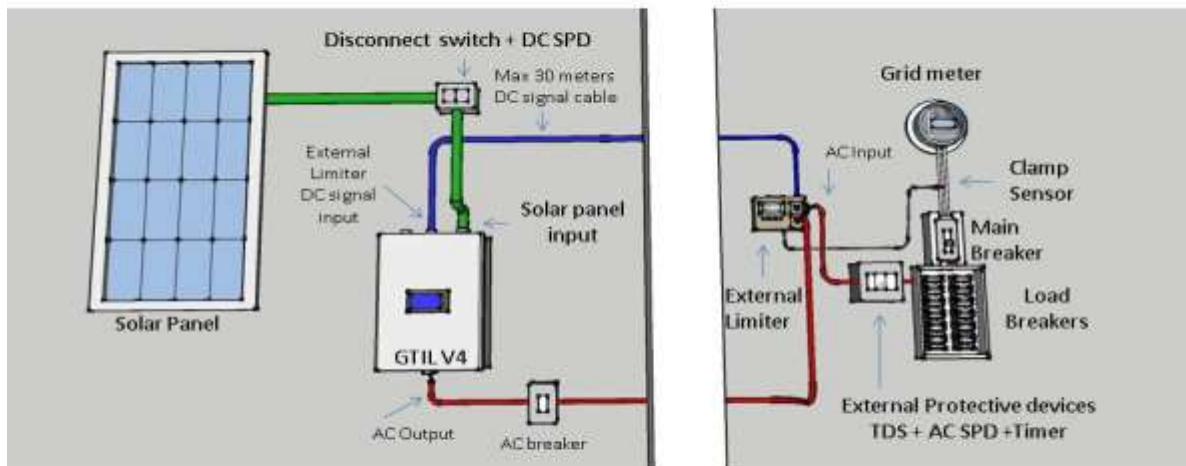 Disconnect switch + DC SPD
Max 30 meters
DC signal cable
External
Limiter
DC signal
input
Solar panel
input
Solar Panel
GTIL V4
AC Output
AC breaker
Grid meter
AC Input
Clamp
Sensor
Main
Breaker
External
Limiter
Load
Breakers
External Protective devices
TDS + AC SPD +Timer